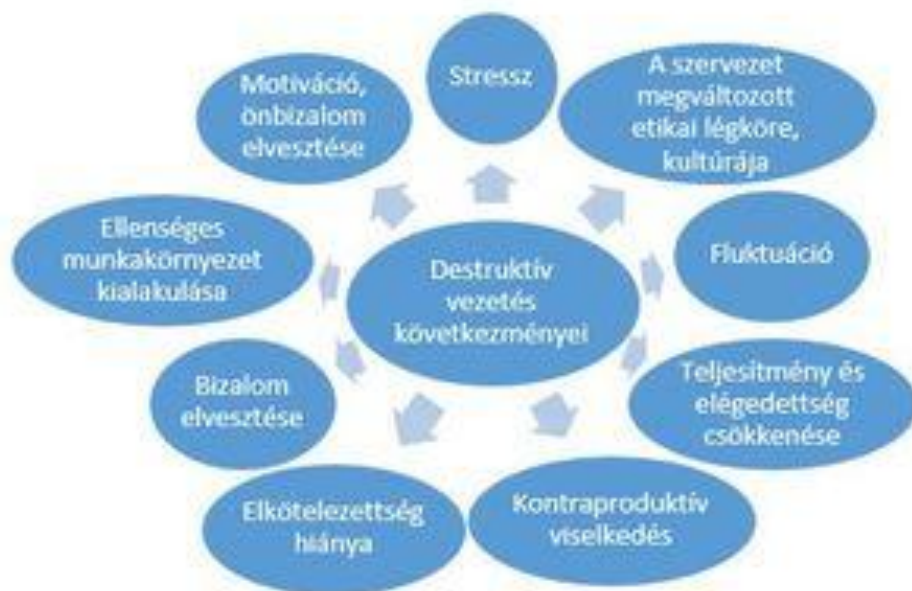 Stressz
A szervezet
megváltozott
etikai légköre,
kultúrája
Fluktuáció
Teljesítmény és
elégedettség
csökkenése
Kontraproduktív
viselkedés
Elkötelezettség
hiánya
Bizalom
elvesztése
Ellenséges
munkakörnyezet
kialakulása
Motiváció,
önbizalom
elvesztése
Destruktív
vezetés
következményei